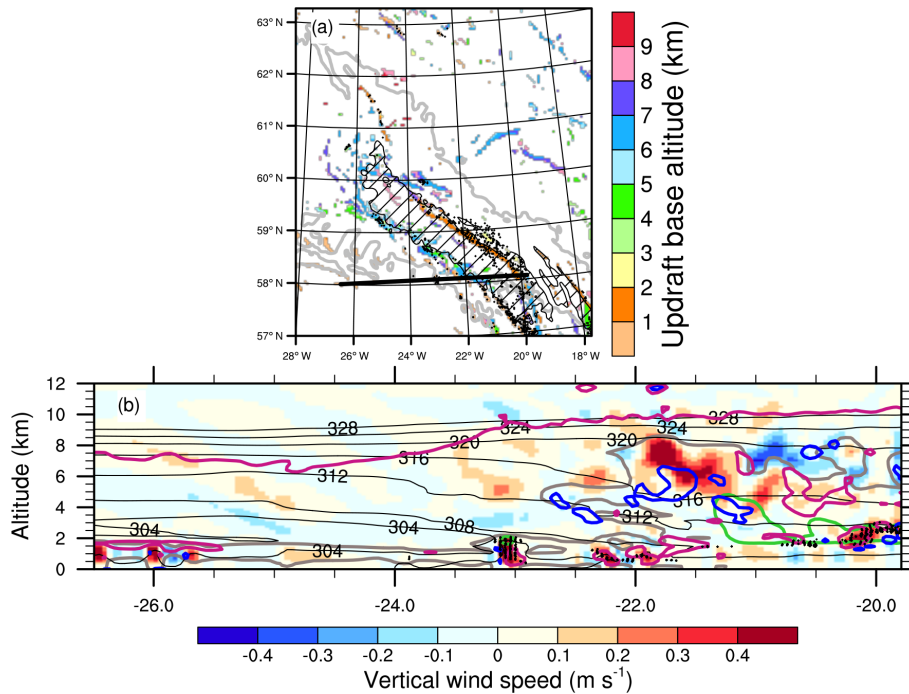 (a)
63° N
62° N
61° N
60° N
59° N
58° N
57° N
28° W
26° W
24° W
22° W
20° W
18° W
9
8
7
6
5
4
3
2
1
Updraft base altitude (km)
(b)
12
10
8
6
4
2
0
Altitude (km)
328
324
328
324
320
320
316
316
312
312
308
304
304
304
-26.0
-24.0
-22.0
-20.0
-0.4
-0.3
-0.2
-0.1
0
0.1
0.2
0.3
0.4
Vertical wind speed (m s⁻¹)